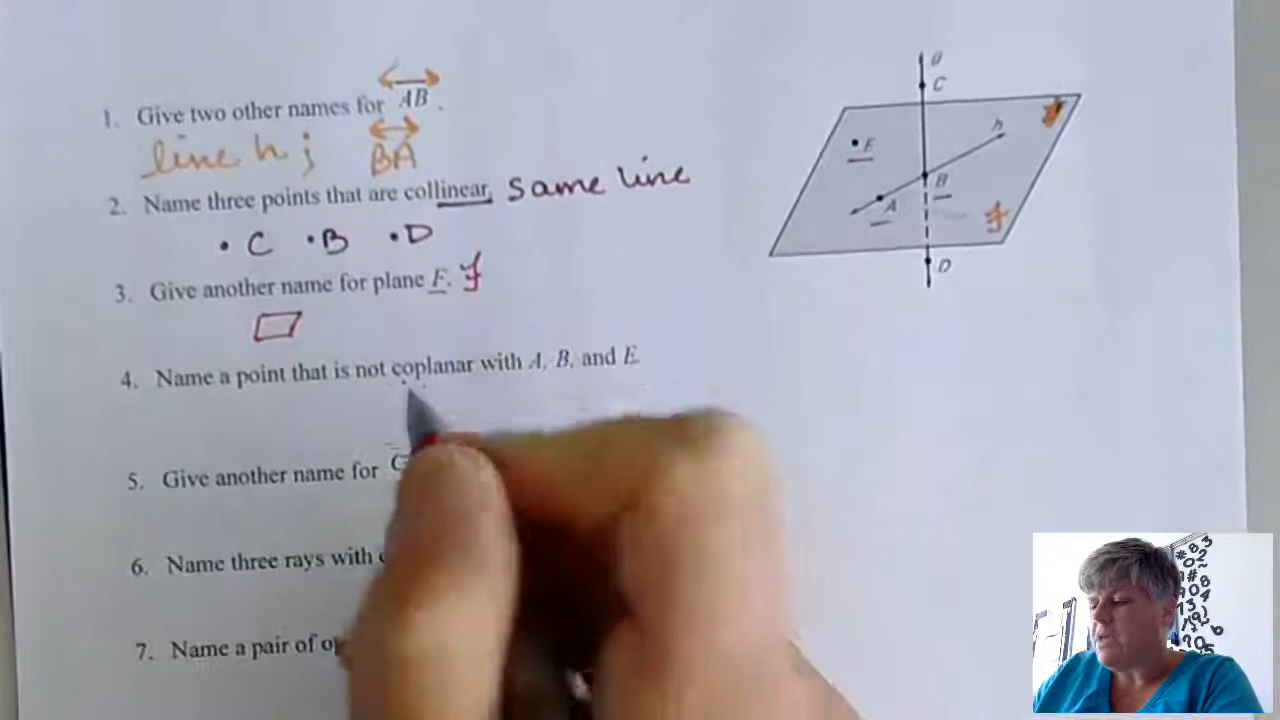 1. Give two other names for AB.
line h ; BA
2. Name three points that are collinear. same line
• C • B • D
3. Give another name for plane F. F
4. Name a point that is not coplanar with A, B, and E.
5. Give another name for
6. Name three rays with
7. Name a pair of
g
C
E
h
B
A
F
D